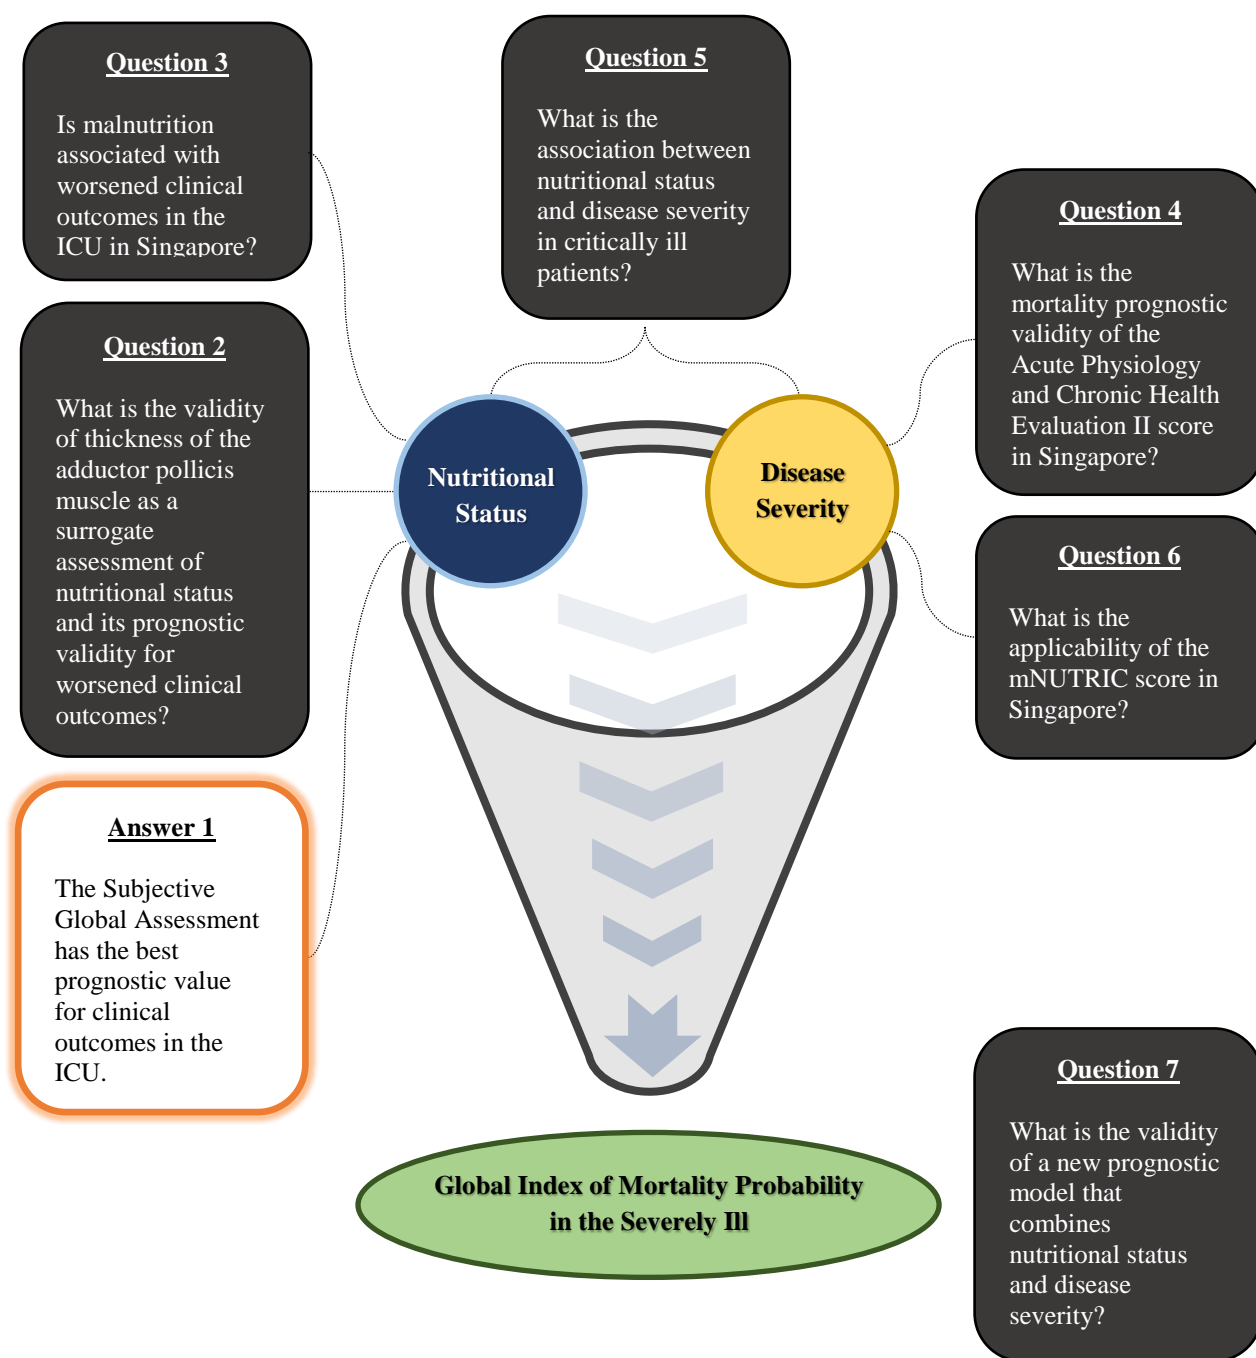 Question 3
Is malnutrition
associated with
worsened clinical
outcomes in the
ICU in Singapore?
Question 5
What is the
association between
nutritional status
and disease severity
in critically ill
patients?
Question 4
What is the
mortality prognostic
validity of the
Acute Physiology
and Chronic Health
Evaluation II score
in Singapore?
Question 2
What is the validity
of thickness of the
adductor pollicis
muscle as a
surrogate
assessment of
nutritional status
and its prognostic
validity for
worsened clinical
outcomes?
Nutritional
Status
Disease
Severity
Question 6
What is the
applicability of the
mNUTRIC score in
Singapore?
Answer 1
The Subjective
Global Assessment
has the best
prognostic value
for clinical
outcomes in the
ICU.
Global Index of Mortality Probability
in the Severely Ill
Question 7
What is the validity
of a new prognostic
model that
combines
nutritional status
and disease
severity?